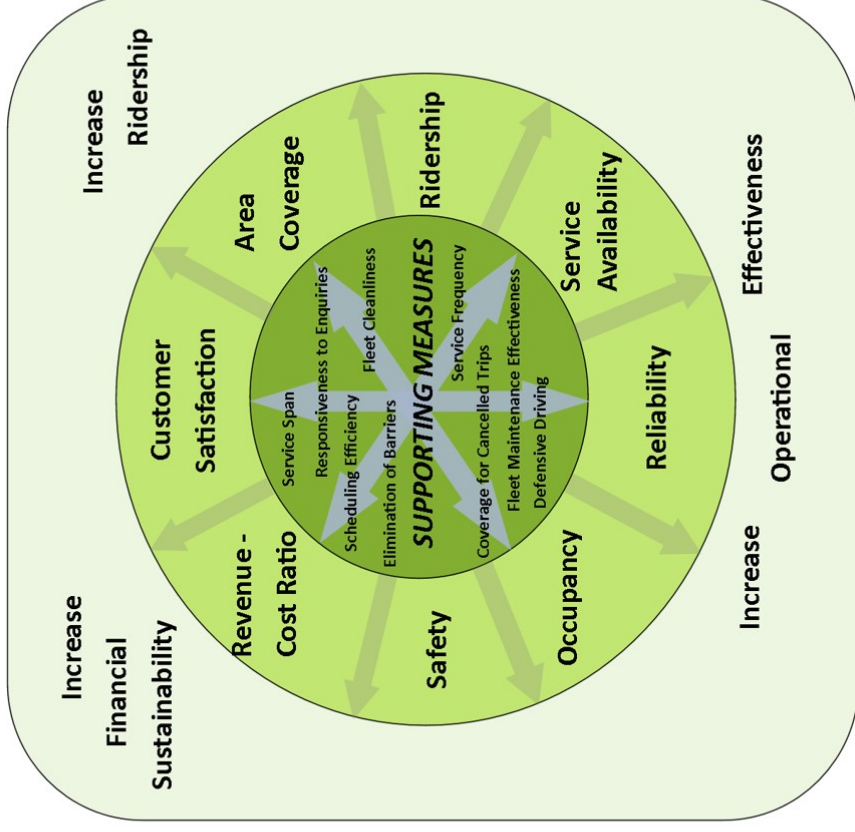 Increase
Financial
Sustainability
Increase
Ridership
Customer
Satisfaction
Revenue -
Cost Ratio
Area
Coverage
Service Span
Responsiveness to Enquiries
Scheduling Efficiency
Fleet Cleanliness
Elimination of Barriers
SUPPORTING MEASURES
Safety
Ridership
Service Frequency
Coverage for Cancelled Trips
Fleet Maintenance Effectiveness
Defensive Driving
Occupancy
Service
Availability
Reliability
Increase
Operational
Effectiveness